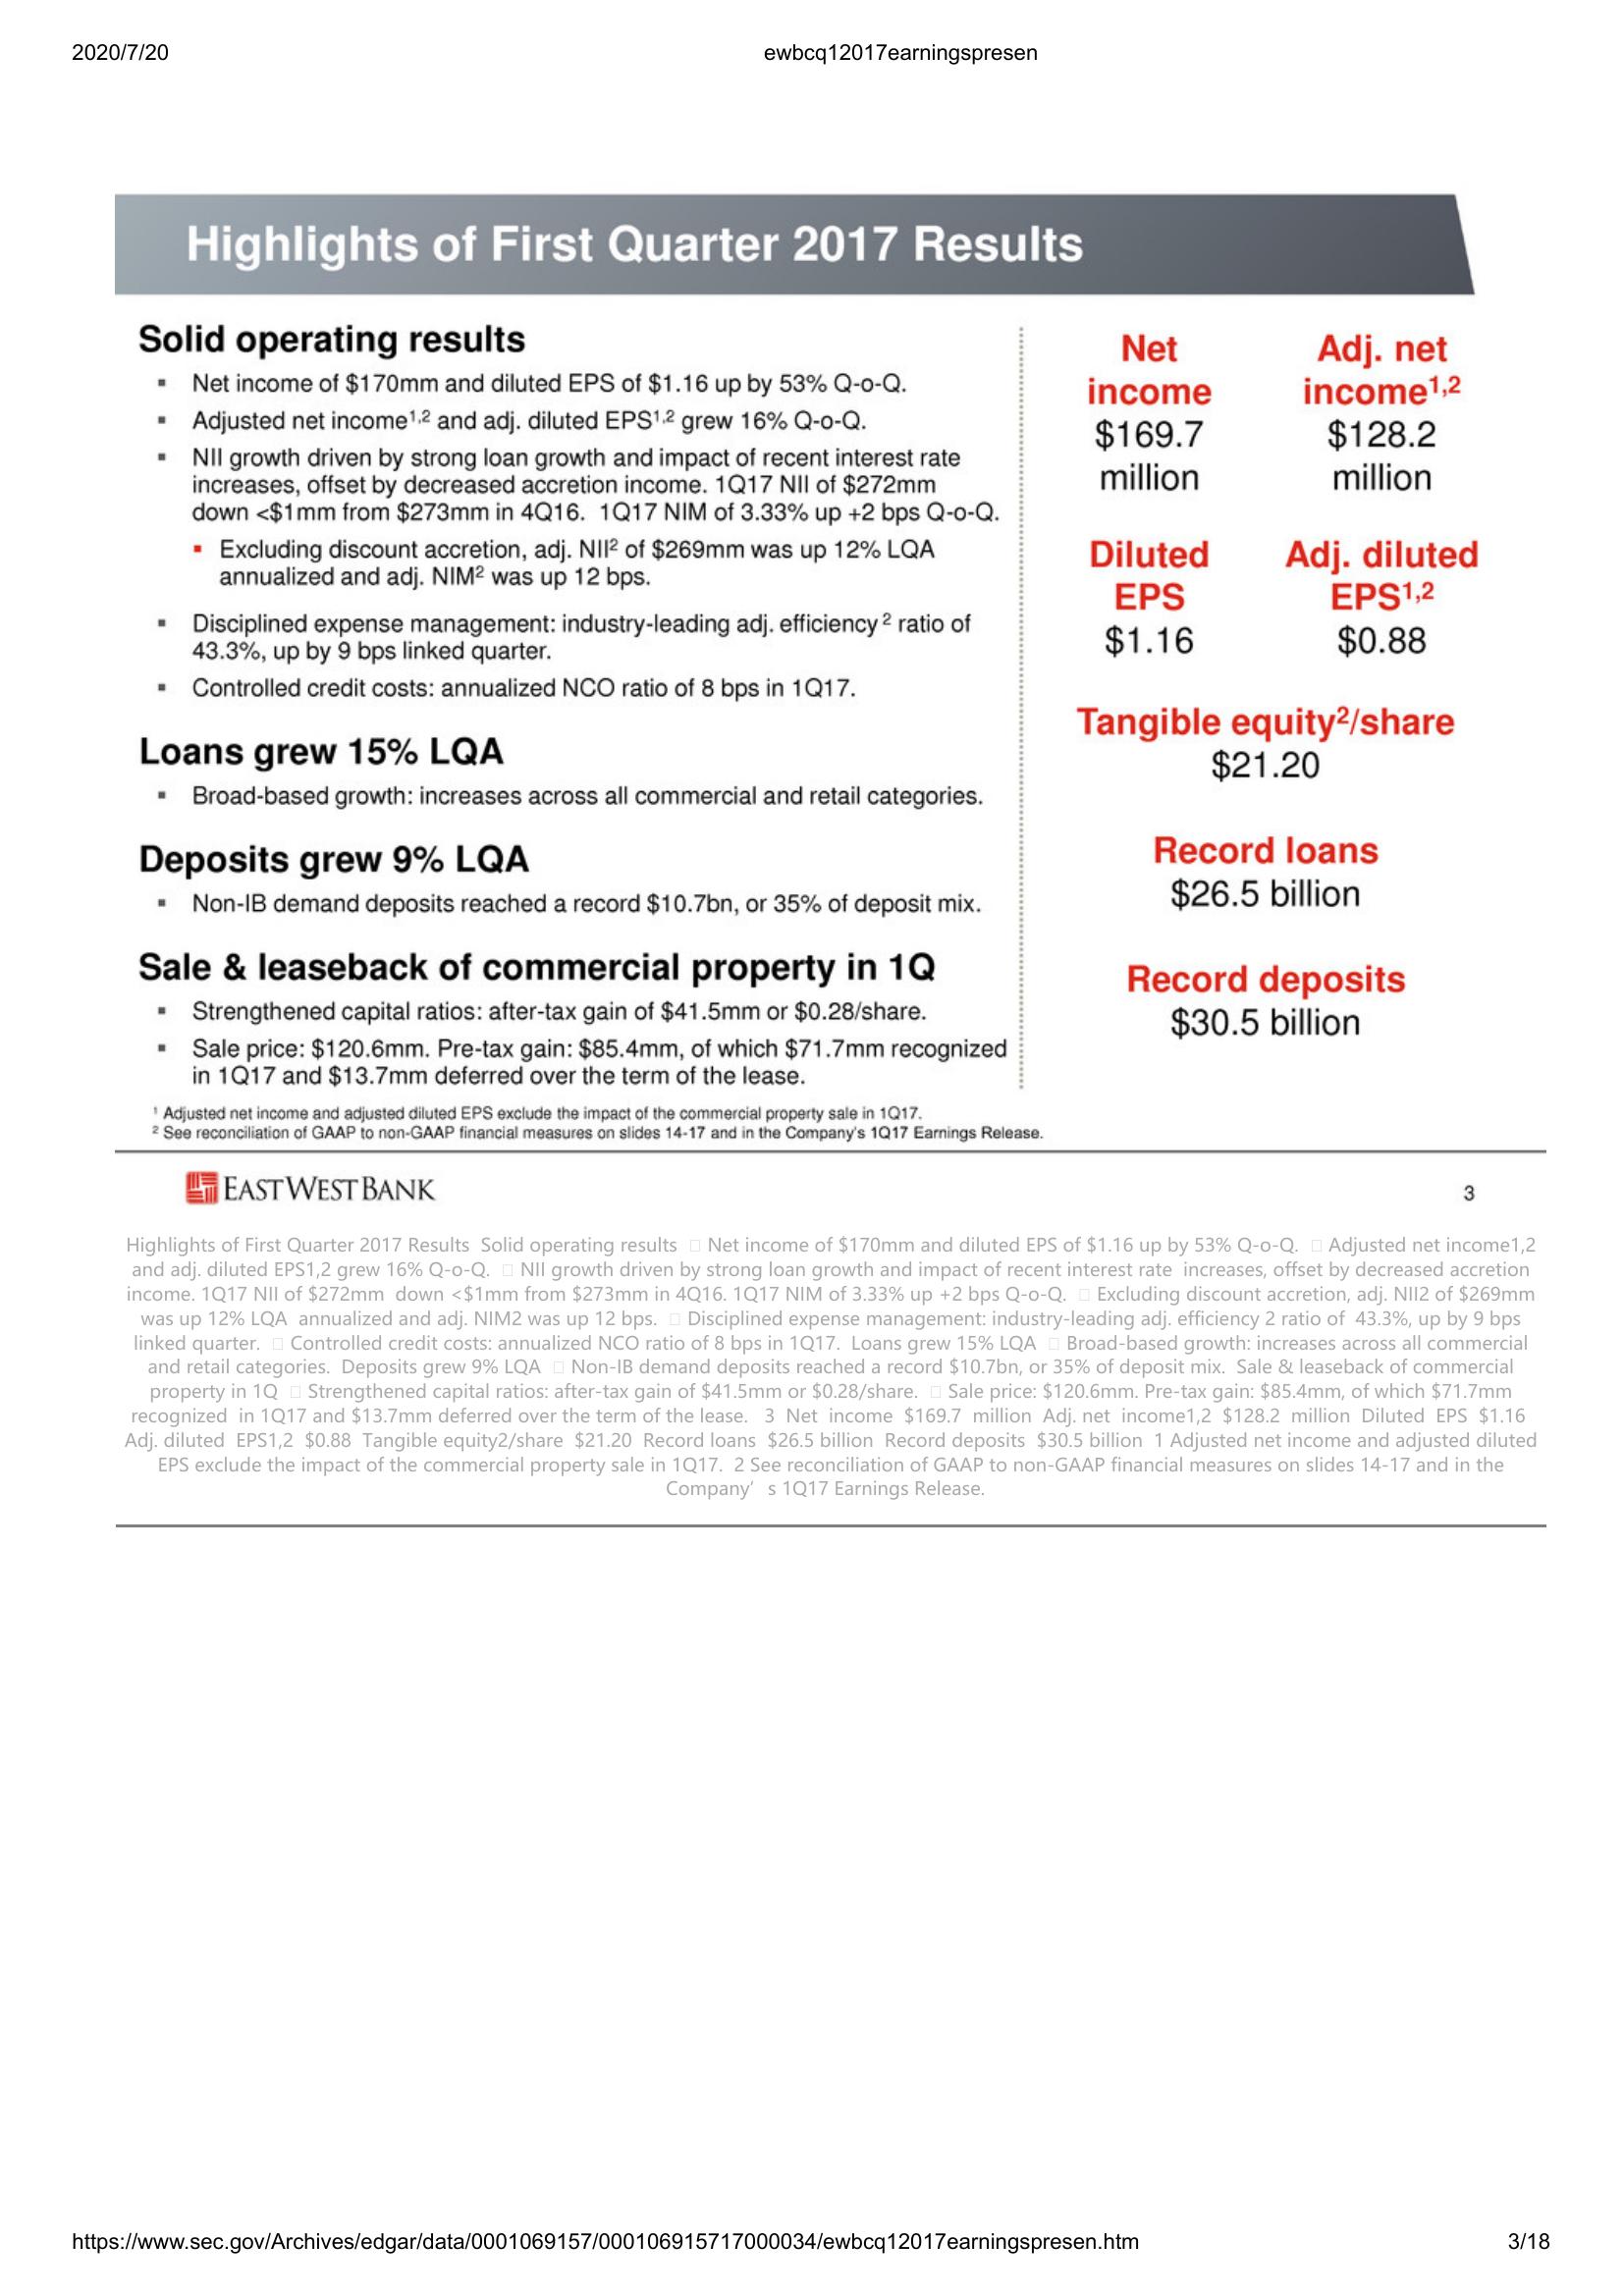 2020/7/20
ewbcq12017earningspresen
Highlights of First Quarter 2017 Results
Solid operating results
▪ Net income of $170mm and diluted EPS of $1.16 up by 53% Q-o-Q.
▪ Adjusted net income1,2 and adj. diluted EPS1,2 grew 16% Q-o-Q.
▪ NII growth driven by strong loan growth and impact of recent interest rate
increases, offset by decreased accretion income. 1Q17 NII of $272mm
down <$1mm from $273mm in 4Q16. 1Q17 NIM of 3.33% up +2 bps Q-o-Q.
▪ Excluding discount accretion, adj. NII2 of $269mm was up 12% LQA
annualized and adj. NIM2 was up 12 bps.
▪ Disciplined expense management: industry-leading adj. efficiency 2 ratio of
43.3%, up by 9 bps linked quarter.
▪ Controlled credit costs: annualized NCO ratio of 8 bps in 1Q17.
Loans grew 15% LQA
▪ Broad-based growth: increases across all commercial and retail categories.
Deposits grew 9% LQA
▪ Non-IB demand deposits reached a record $10.7bn, or 35% of deposit mix.
Sale & leaseback of commercial property in 1Q
▪ Strengthened capital ratios: after-tax gain of $41.5mm or $0.28/share.
▪ Sale price: $120.6mm. Pre-tax gain: $85.4mm, of which $71.7mm recognized
in 1Q17 and $13.7mm deferred over the term of the lease.
Net
income
$169.7
million
Adj. net
income1,2
$128.2
million
Diluted
EPS
$1.16
Adj. diluted
EPS1,2
$0.88
Tangible equity2/share
$21.20
Record loans
$26.5 billion
Record deposits
$30.5 billion
1 Adjusted net income and adjusted diluted EPS exclude the impact of the commercial property sale in 1Q17.
2 See reconciliation of GAAP to non-GAAP financial measures on slides 14-17 and in the Company's 1Q17 Earnings Release.
EAST WEST BANK
3
Highlights of First Quarter 2017 Results Solid operating results □ Net income of $170mm and diluted EPS of $1.16 up by 53% Q-o-Q. □ Adjusted net income1,2
and adj. diluted EPS1,2 grew 16% Q-o-Q. □ NII growth driven by strong loan growth and impact of recent interest rate increases, offset by decreased accretion
income. 1Q17 NII of $272mm down <$1mm from $273mm in 4Q16. 1Q17 NIM of 3.33% up +2 bps Q-o-Q. □ Excluding discount accretion, adj. NII2 of $269mm
was up 12% LQA annualized and adj. NIM2 was up 12 bps. □ Disciplined expense management: industry-leading adj. efficiency 2 ratio of 43.3%, up by 9 bps
linked quarter. □ Controlled credit costs: annualized NCO ratio of 8 bps in 1Q17. Loans grew 15% LQA □ Broad-based growth: increases across all commercial
and retail categories. Deposits grew 9% LQA □ Non-IB demand deposits reached a record $10.7bn, or 35% of deposit mix. Sale & leaseback of commercial
property in 1Q □ Strengthened capital ratios: after-tax gain of $41.5mm or $0.28/share. □ Sale price: $120.6mm. Pre-tax gain: $85.4mm, of which $71.7mm
recognized in 1Q17 and $13.7mm deferred over the term of the lease. 3 Net income $169.7 million Adj. net income1,2 $128.2 million Diluted EPS $1.16
Adj. diluted EPS1,2 $0.88 Tangible equity2/share $21.20 Record loans $26.5 billion Record deposits $30.5 billion 1 Adjusted net income and adjusted diluted
EPS exclude the impact of the commercial property sale in 1Q17. 2 See reconciliation of GAAP to non-GAAP financial measures on slides 14-17 and in the
Company’s 1Q17 Earnings Release.
https://www.sec.gov/Archives/edgar/data/0001069157/000106915717000034/ewbcq12017earningspresen.htm
3/18